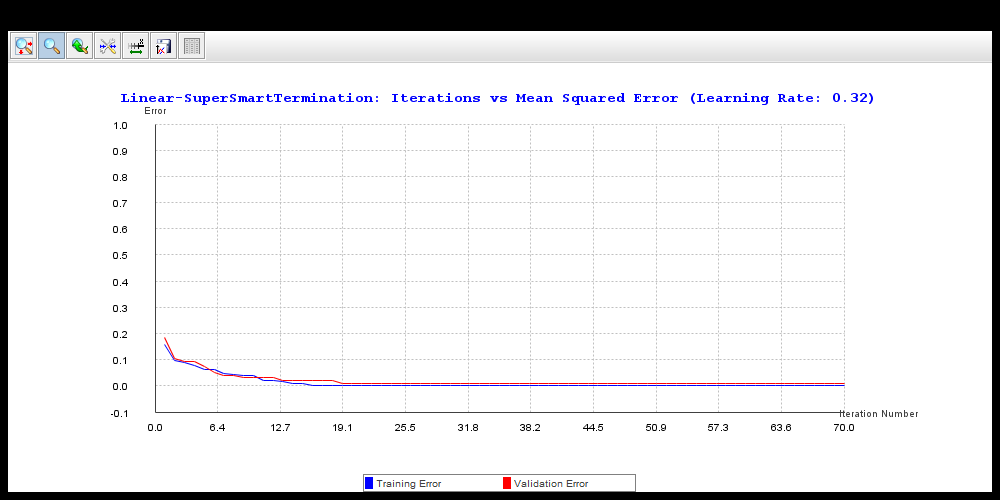 Linear-SuperSmartTermination: Iterations vs Mean Squared Error (Learning Rate: 0.32)
Error
1.0
0.9
0.8
0.7
0.6
0.5
0.4
0.3
0.2
0.1
0.0
-0.1
Iteration Number
0.0 6.4 12.7 19.1 25.5 31.8 38.2 44.5 50.9 57.3 63.6 70.0
Training Error Validation Error